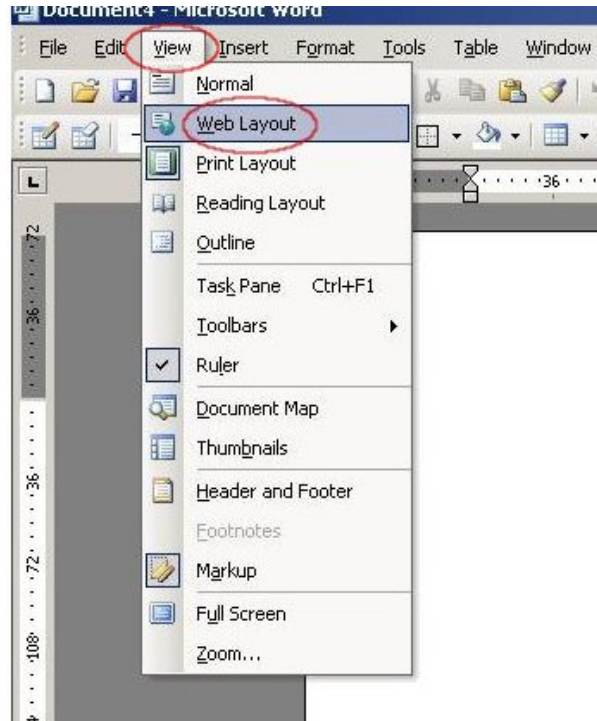 Document4 - Microsoft Word
File Edit View Insert Format Tools Table Window
Normal
Web Layout
Print Layout
36
Reading Layout
72
Outline
Task Pane Ctrl+F1
36
Toolbars
Ruler
Document Map
Thumbnails
36
Header and Footer
Footnotes
72
Markup
Full Screen
108
Zoom...